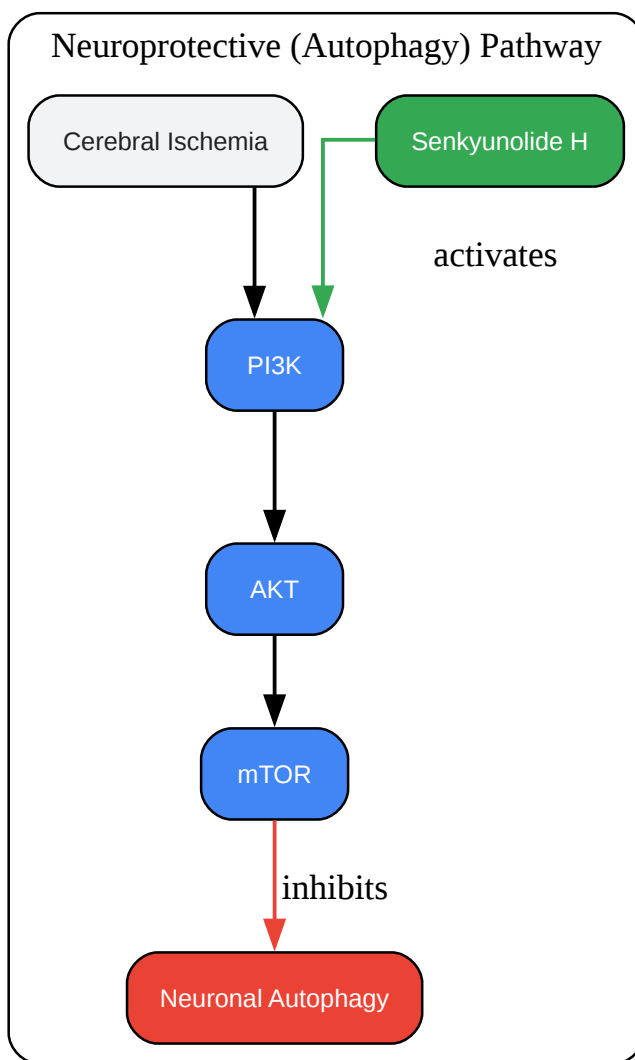 Neuroprotective (Autophagy) Pathway
Cerebral Ischemia
Senkyunolide H
activates
PI3K
AKT
mTOR
inhibits
Neuronal Autophagy